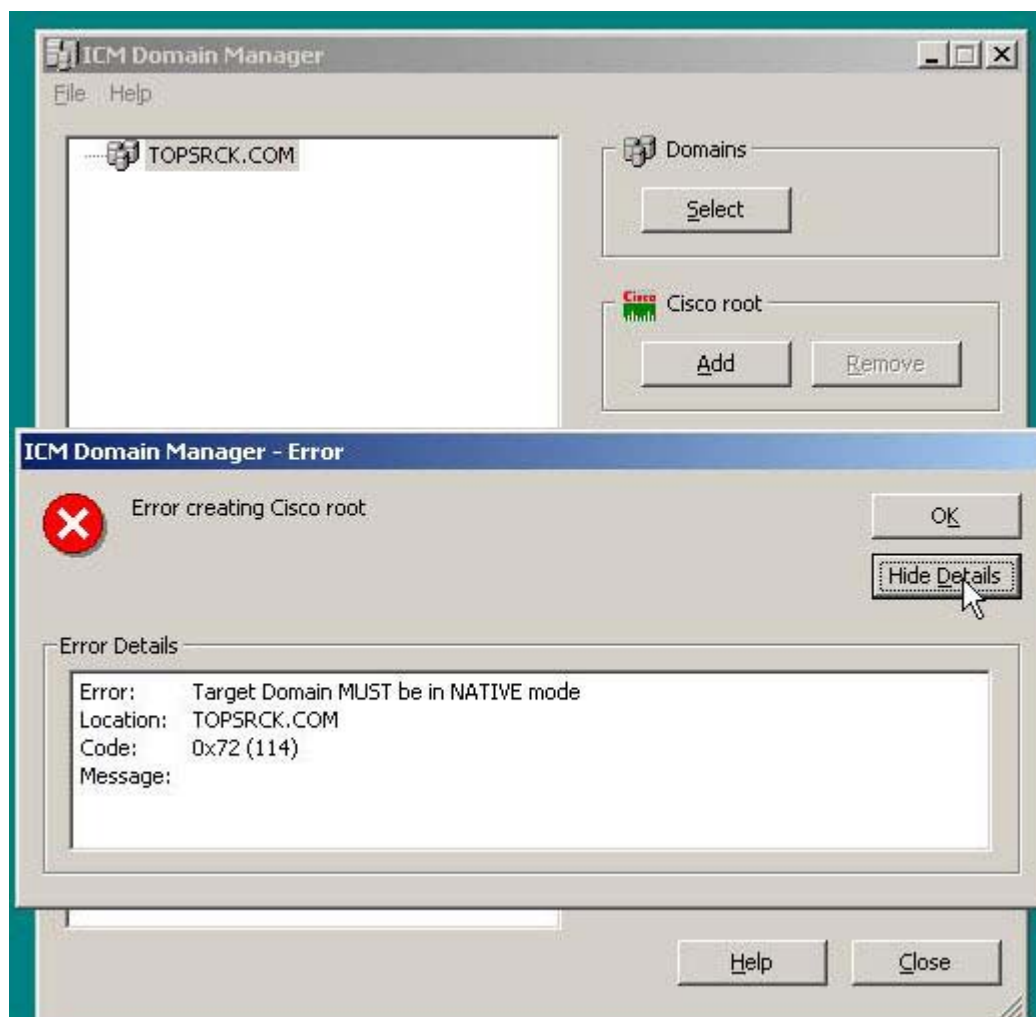 ICM Domain Manager
File Help
TOPSRCK.COM
Domains
Select
Cisco
Cisco root
Add Remove
ICM Domain Manager - Error
Error creating Cisco root
OK
Hide Details
Error Details
Error: Target Domain MUST be in NATIVE mode
Location: TOPSRCK.COM
Code: 0x72 (114)
Message:
Help Close